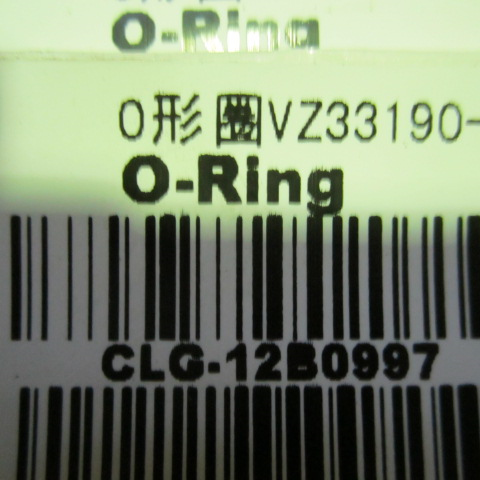 O-Ring
O形圈VZ33190-
O-Ring
CLG-12B0997